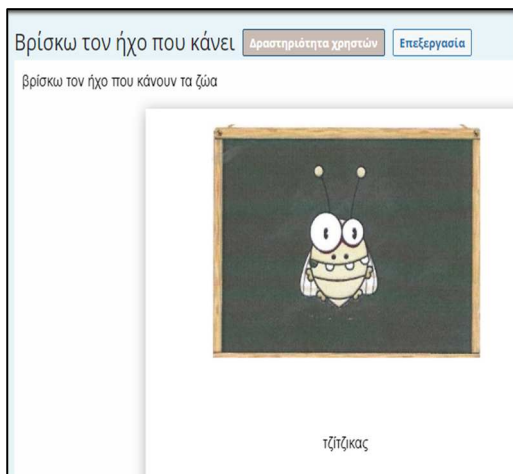 Βρίσκω τον ήχο που κάνει Δραστηριότητα χρηστών Επεξεργασία
βρίσκω τον ήχο που κάνουν τα ζώα
τζίτζικας